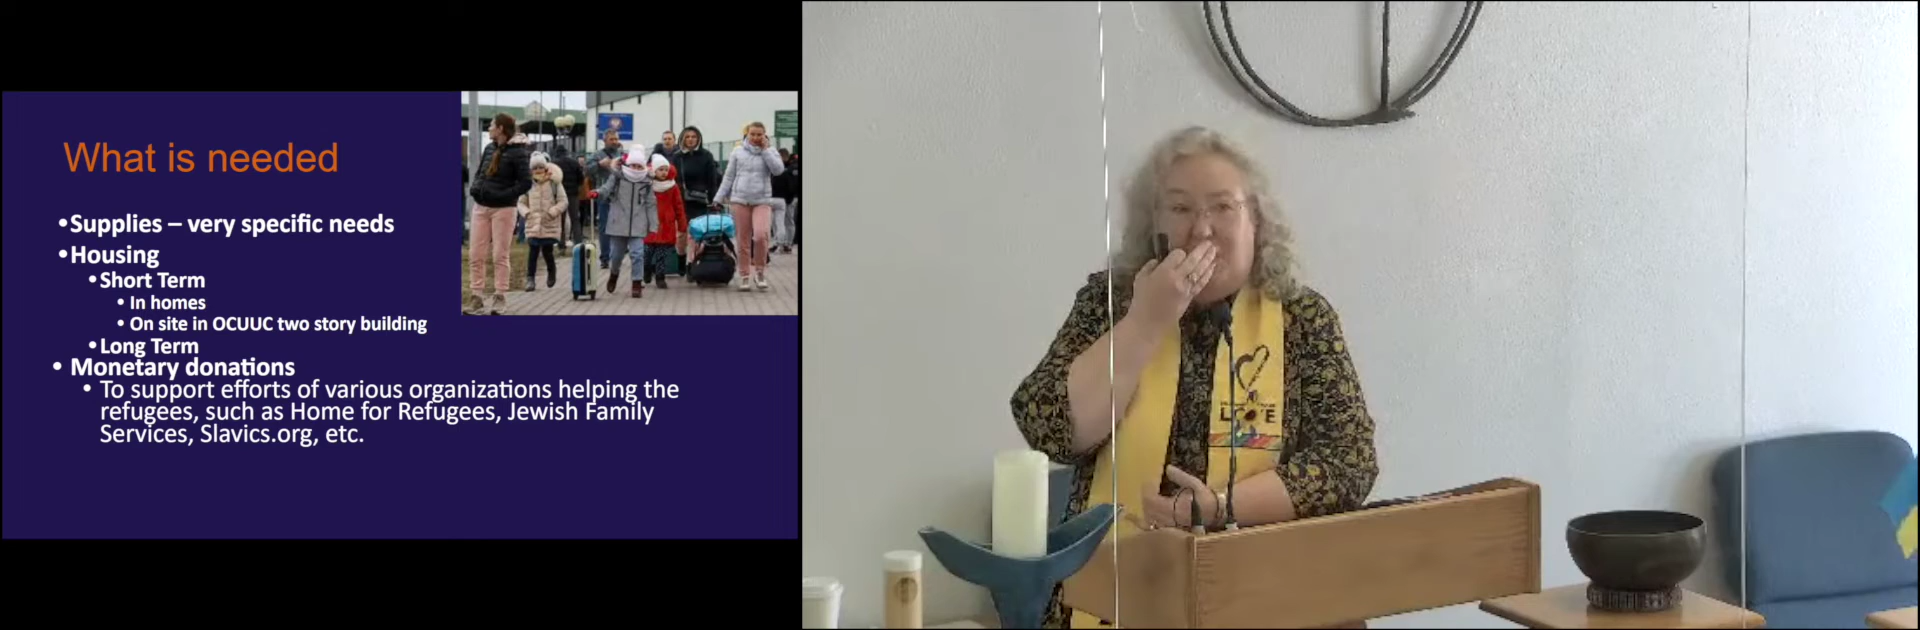 What is needed
•Supplies – very specific needs
•Housing
•Short Term
• In homes
• On site in OCUUC two story building
•Long Term
• Monetary donations
• To support efforts of various organizations helping the
refugees, such as Home for Refugees, Jewish Family
Services, Slavics.org, etc.
LOVE